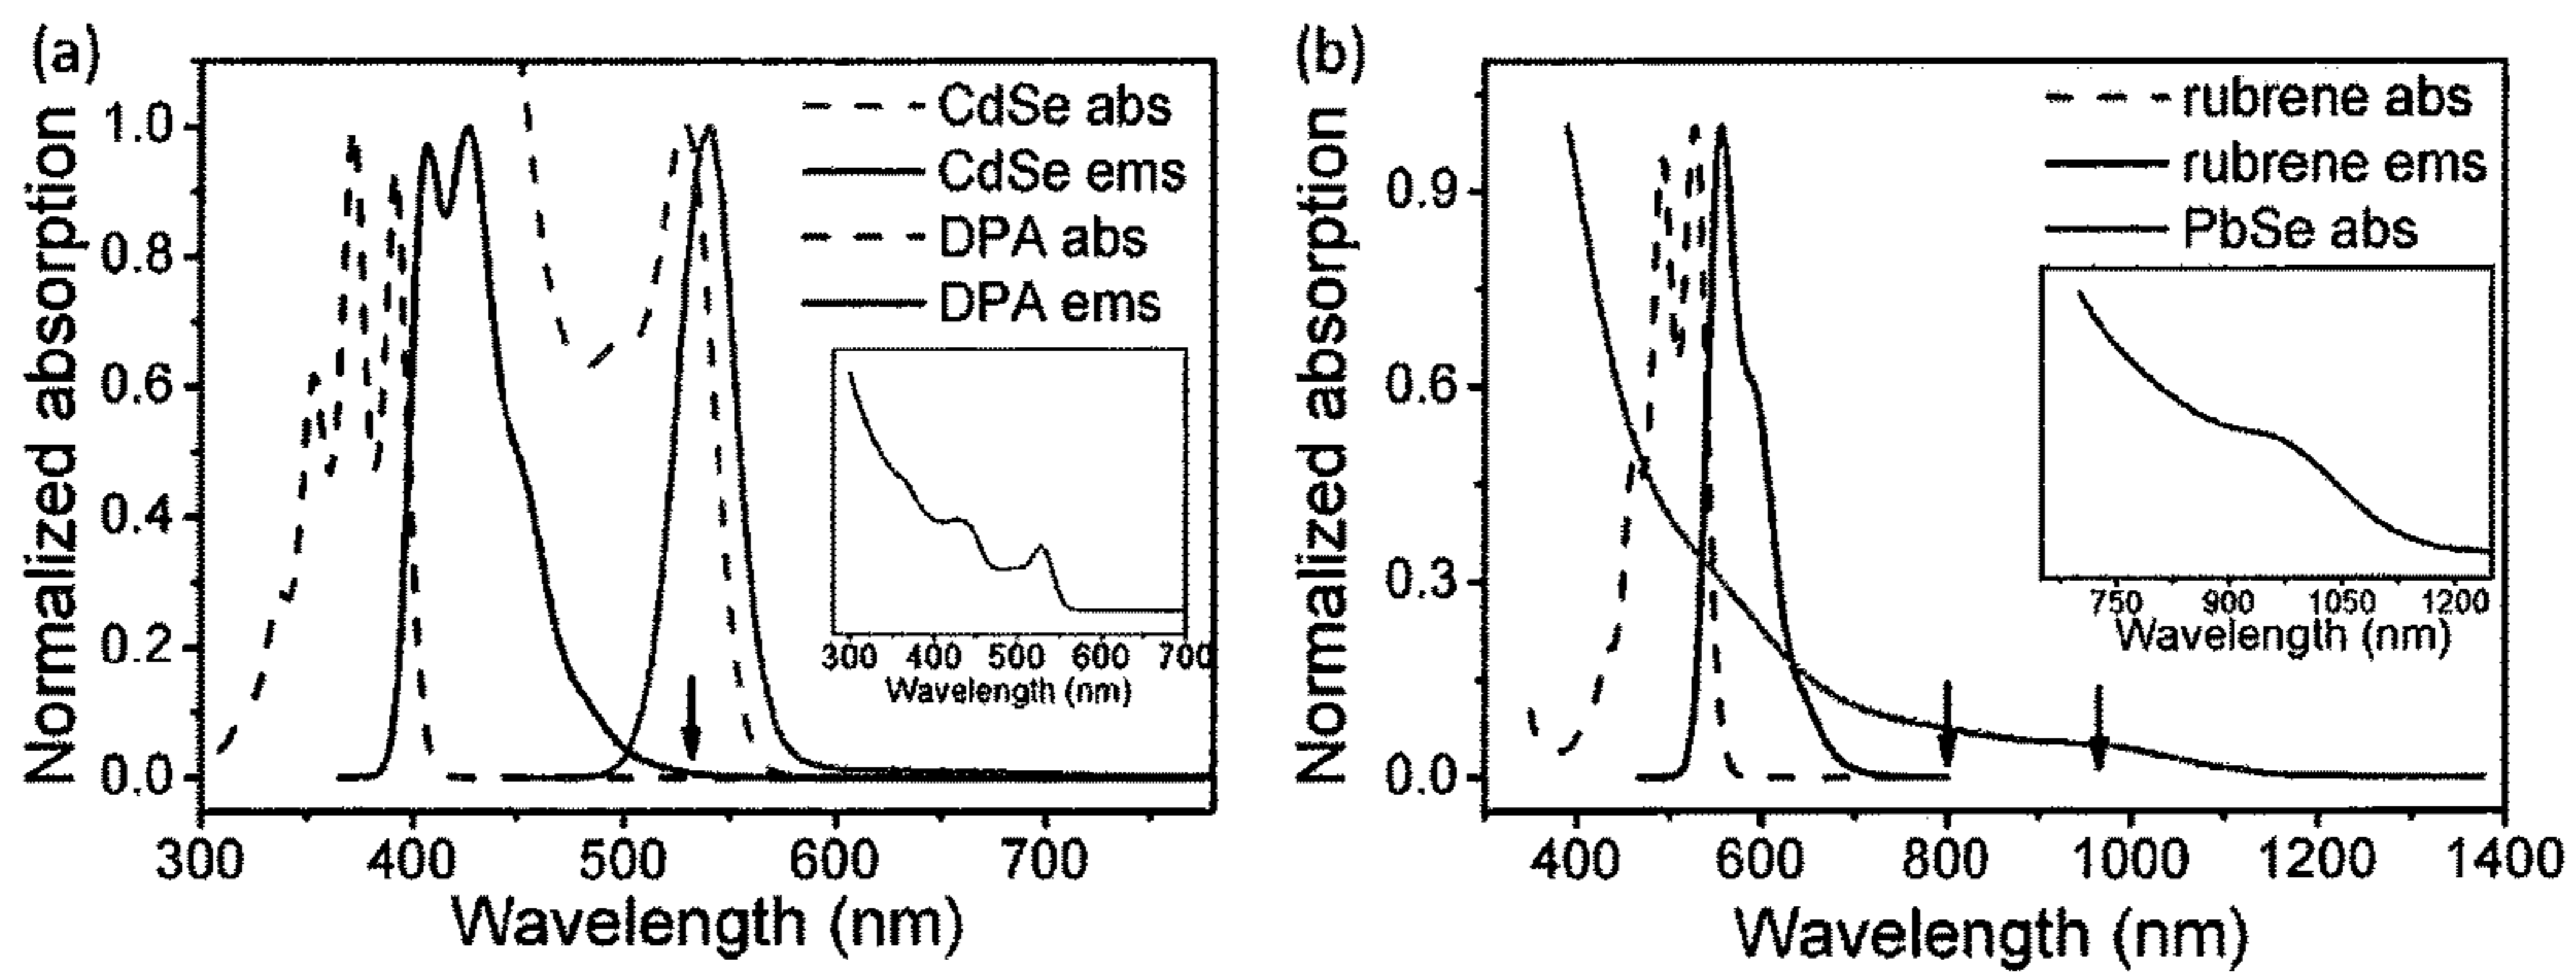 (a)
Normalized absorption
1.0
0.8
0.6
0.4
0.2
0.0
CdSe abs
CdSe ems
DPA abs
DPA ems
300 400 500 600 700
Wavelength (nm)
300 400 500 600 700
Wavelength (nm)
(b)
Normalized absorption
0.9
0.6
0.3
0.0
rubrene abs
rubrene ems
PbSe abs
750 900 1050 1200
Wavelength (nm)
400 600 800 1000 1200 1400
Wavelength (nm)